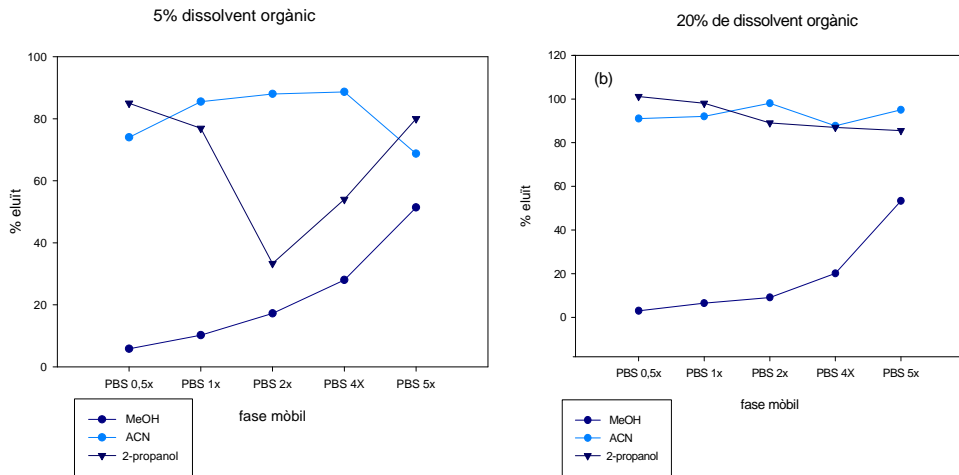 5% dissolvent orgànic
100
80
60
40
20
0
% eluït
PBS 0,5x PBS 1x PBS 2x PBS 4X PBS 5x
fase mòbil
MeOH
ACN
2-propanol
20% de dissolvent orgànic
(b)
120
100
80
60
40
20
0
% eluït
PBS 0,5x PBS 1x PBS 2x PBS 4X PBS 5x
fase mòbil
MeOH
ACN
2-propanol